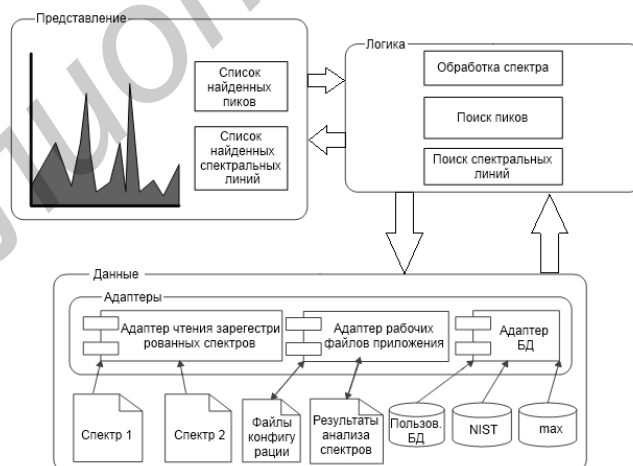 Представление
Список
найденных
пиков
Список
найденных
спектральных
линий
Логика
Обработка спектра
Поиск пиков
Поиск спектральных
линий
Данные
Адаптеры
Адаптер чтения зарегестри
рованных спектров
Адаптер рабочих
файлов приложения
Адаптер
БД
Спектр 1
Спектр 2
Файлы
конфигу
рации
Результаты
анализа
спектров
Пользов.
БД
NIST
max